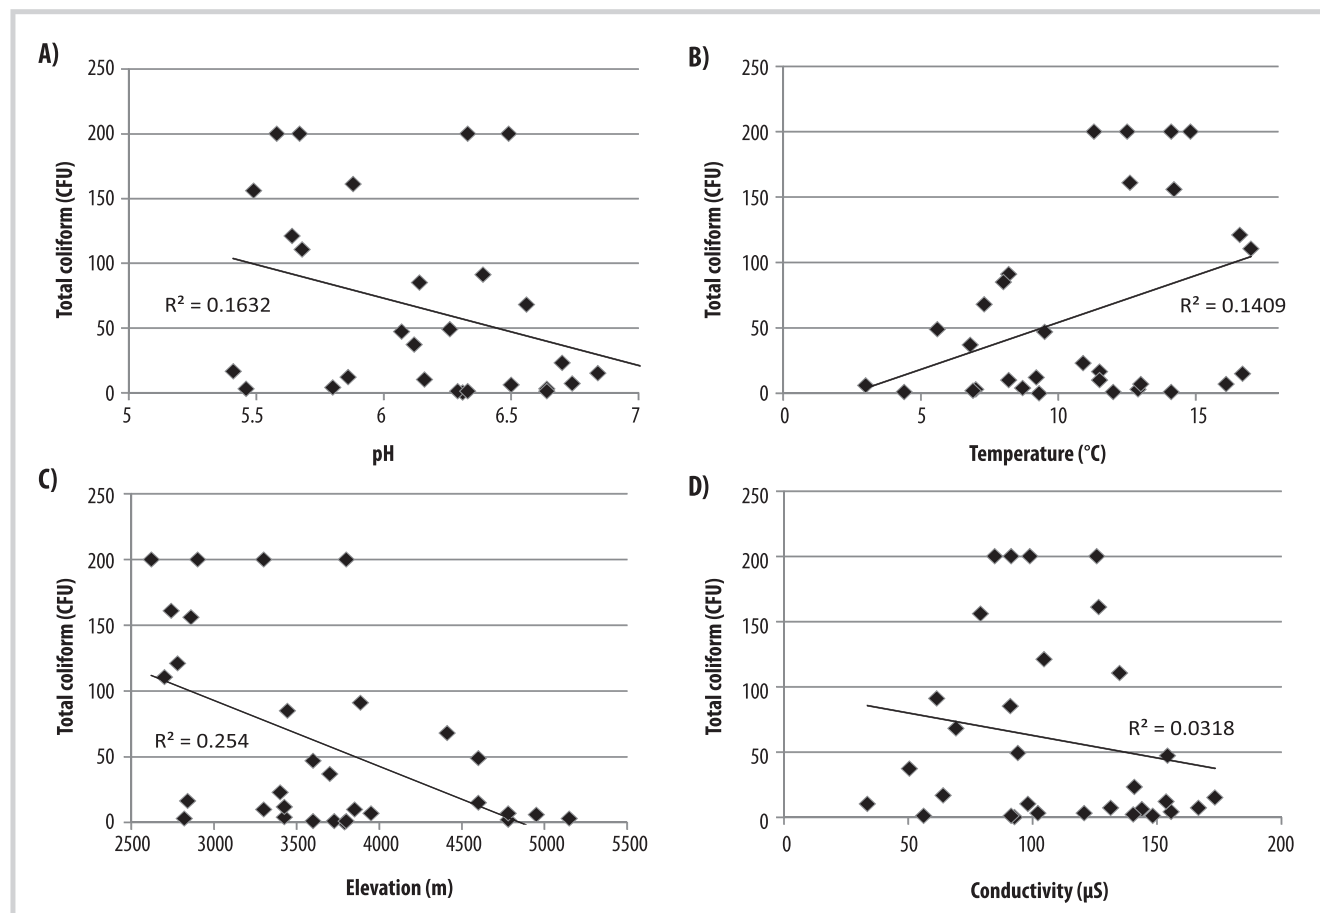 A)
250
200
150
100
50
0
Total coliform (CFU)
R² = 0.1632
5 5.5 6 6.5 7
pH
B)
250
200
150
100
50
0
Total coliform (CFU)
R² = 0.1409
0 5 10 15
Temperature (°C)
C)
250
200
150
100
50
0
Total coliform (CFU)
R² = 0.254
2500 3000 3500 4000 4500 5000 5500
Elevation (m)
D)
250
200
150
100
50
0
Total coliform (CFU)
R² = 0.0318
0 50 100 150 200
Conductivity (µS)